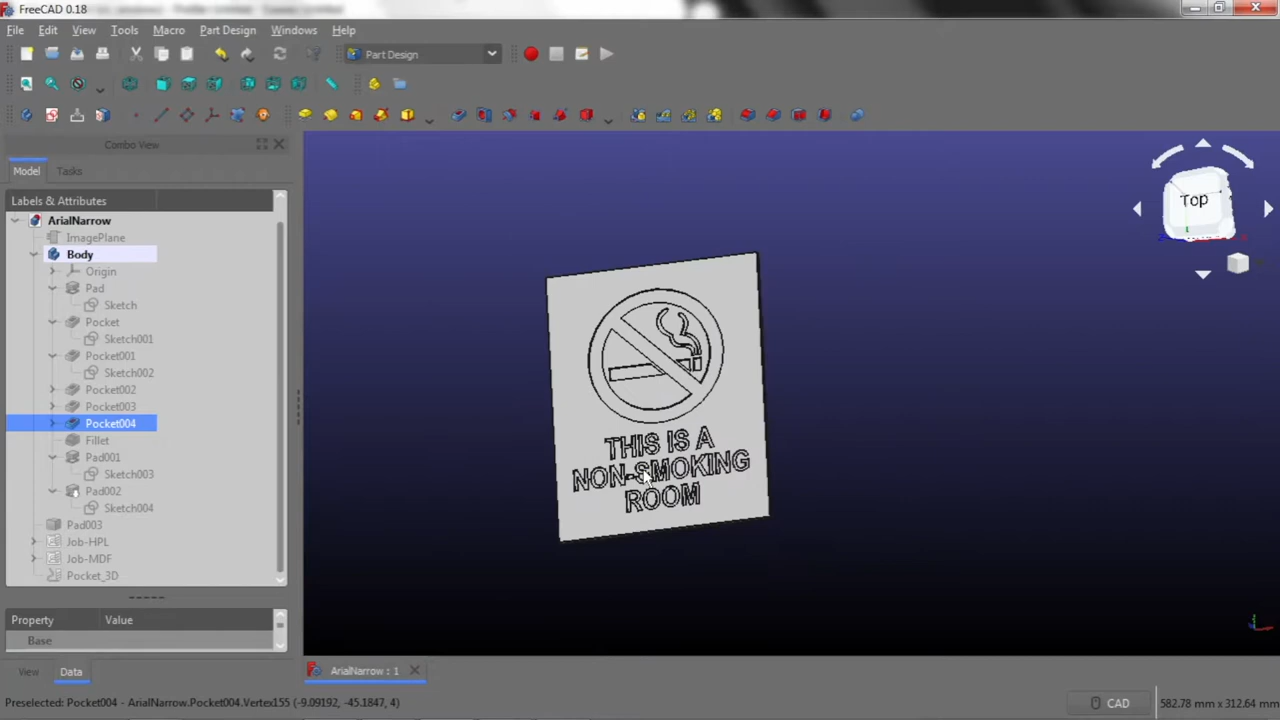 FreeCAD 0.18
File Edit View Tools Macro Part Design Windows Help
Part Design
Combo View
Model Tasks
Labels & Attributes
ArialNarrow
ImagePlane
Body
Origin
Pad
Sketch
Pocket
Sketch001
Pocket001
Sketch002
Pocket002
Pocket003
Pocket004
Fillet
Pad001
Sketch003
Pad002
Sketch004
Pad003
Job-HPL
Job-MDF
Pocket_3D
Property Value
Base
View Data
Top
THIS IS A
NON-SMOKING
ROOM
ArialNarrow : 1
Preselected: Pocket004 - ArialNarrow.Pocket004.Vertex155 (-9.09192, -45.1847, 4)
CAD
582.78 mm x 312.64 mm